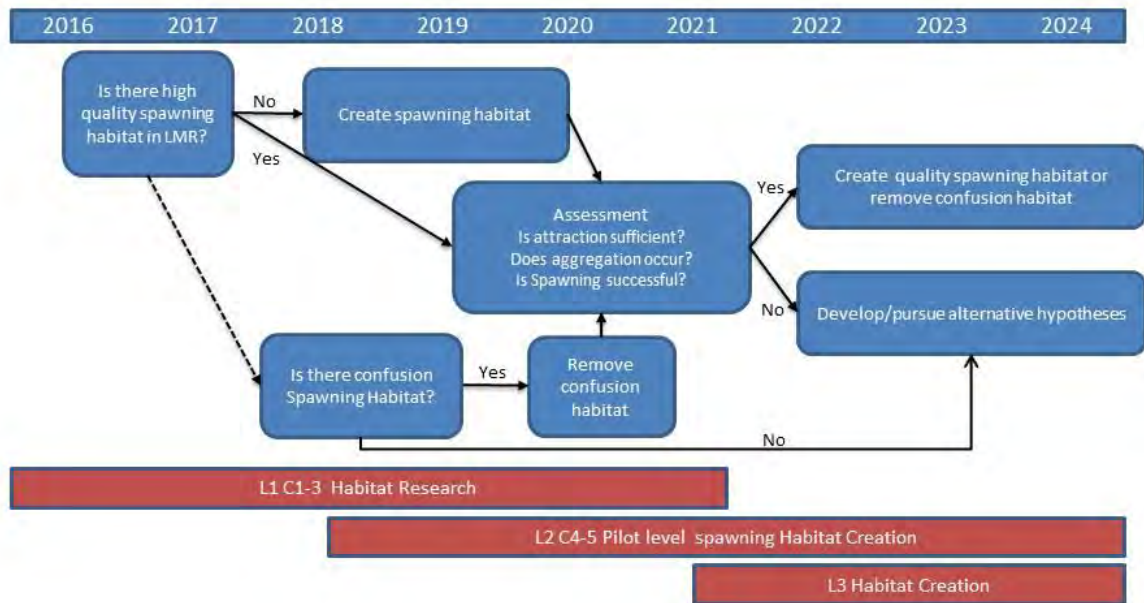 2016 2017 2018 2019 2020 2021 2022 2023 2024
Is there high
quality spawning
habitat in LMR?
No
Yes
Create spawning habitat
Assessment
Is attraction sufficient?
Does aggregation occur?
Is Spawning successful?
Yes
No
Create quality spawning habitat or
remove confusion habitat
Develop/pursue alternative hypotheses
Is there confusion
Spawning Habitat?
Yes
Remove
confusion
habitat
No
L1 C1-3 Habitat Research
L2 C4-5 Pilot level spawning Habitat Creation
L3 Habitat Creation